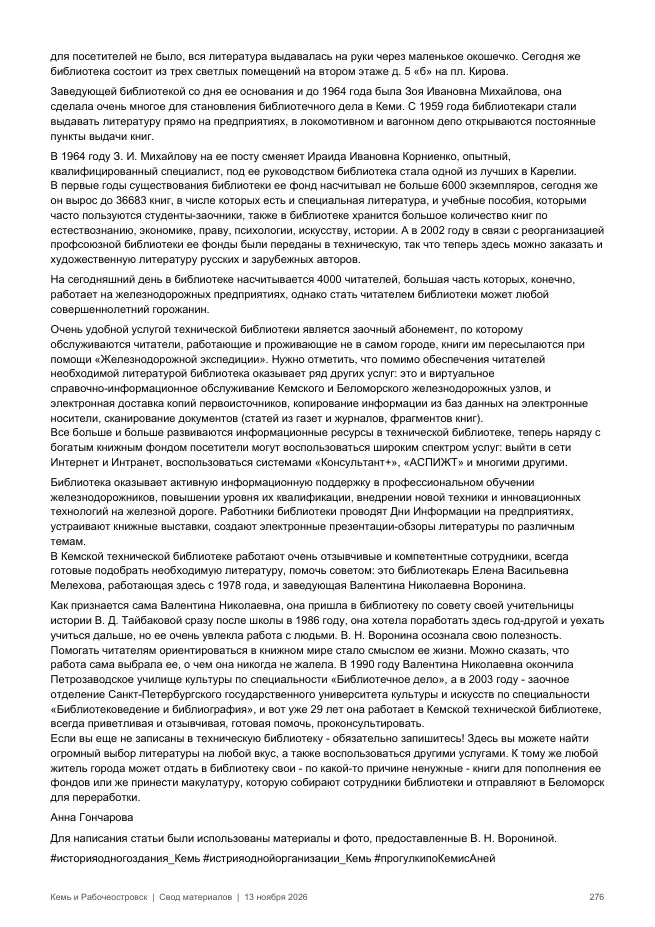 для посетителей не было, вся литература выдавалась на руки через маленькое окошечко. Сегодня же
библиотека состоит из трех светлых помещений на втором этаже д. 5 «б» на пл. Кирова.
Заведующей библиотекой со дня ее основания и до 1964 года была Зоя Ивановна Михайлова, она
сделала очень многое для становления библиотечного дела в Кеми. С 1959 года библиотекари стали
выдавать литературу прямо на предприятиях, в локомотивном и вагонном депо открываются постоянные
пункты выдачи книг.
В 1964 году З. И. Михайлову на ее посту сменяет Ираида Ивановна Корниенко, опытный,
квалифицированный специалист, под ее руководством библиотека стала одной из лучших в Карелии.
В первые годы существования библиотеки ее фонд насчитывал не больше 6000 экземпляров, сегодня же
он вырос до 36683 книг, в числе которых есть и специальная литература, и учебные пособия, которыми
часто пользуются студенты-заочники, также в библиотеке хранится большое количество книг по
естествознанию, экономике, праву, психологии, искусству, истории. А в 2002 году в связи с реорганизацией
профсоюзной библиотеки ее фонды были переданы в техническую, так что теперь здесь можно заказать и
художественную литературу русских и зарубежных авторов.
На сегодняшний день в библиотеке насчитывается 4000 читателей, большая часть которых, конечно,
работает на железнодорожных предприятиях, однако стать читателем библиотеки может любой
совершеннолетний горожанин.
Очень удобной услугой технической библиотеки является заочный абонемент, по которому
обслуживаются читатели, работающие и проживающие не в самом городе, книги им пересылаются при
помощи «Железнодорожной экспедиции». Нужно отметить, что помимо обеспечения читателей
необходимой литературой библиотека оказывает ряд других услуг: это и виртуальное
справочно-информационное обслуживание Кемского и Беломорского железнодорожных узлов, и
электронная доставка копий первоисточников, копирование информации из баз данных на электронные
носители, сканирование документов (статей из газет и журналов, фрагментов книг).
Все больше и больше развиваются информационные ресурсы в технической библиотеке, теперь наряду с
богатым книжным фондом посетители могут воспользоваться широким спектром услуг: выйти в сети
Интернет и Интранет, воспользоваться системами «Консультант+», «АСПИЖТ» и многими другими.
Библиотека оказывает активную информационную поддержку в профессиональном обучении
железнодорожников, повышении уровня их квалификации, внедрении новой техники и инновационных
технологий на железной дороге. Работники библиотеки проводят Дни Информации на предприятиях,
устраивают книжные выставки, создают электронные презентации-обзоры литературы по различным
темам.
В Кемской технической библиотеке работают очень отзывчивые и компетентные сотрудники, всегда
готовые подобрать необходимую литературу, помочь советом: это библиотекарь Елена Васильевна
Мелехова, работающая здесь с 1978 года, и заведующая Валентина Николаевна Воронина.
Как признается сама Валентина Николаевна, она пришла в библиотеку по совету своей учительницы
истории В. Д. Тайбаковой сразу после школы в 1986 году, она хотела поработать здесь год-другой и уехать
учиться дальше, но ее очень увлекла работа с людьми. В. Н. Воронина осознала свою полезность.
Помогать читателям ориентироваться в книжном мире стало смыслом ее жизни. Можно сказать, что
работа сама выбрала ее, о чем она никогда не жалела. В 1990 году Валентина Николаевна окончила
Петрозаводское училище культуры по специальности «Библиотечное дело», а в 2003 году - заочное
отделение Санкт-Петербургского государственного университета культуры и искусств по специальности
«Библиотековедение и библиография», и вот уже 29 лет она работает в Кемской технической библиотеке,
всегда приветливая и отзывчивая, готовая помочь, проконсультировать.
Если вы еще не записаны в техническую библиотеку - обязательно запишитесь! Здесь вы можете найти
огромный выбор литературы на любой вкус, а также воспользоваться другими услугами. К тому же любой
житель города может отдать в библиотеку свои - по какой-то причине ненужные - книги для пополнения ее
фондов или же принести макулатуру, которую собирают сотрудники библиотеки и отправляют в Беломорск
для переработки.
Анна Гончарова
Для написания статьи были использованы материалы и фото, предоставленные В. Н. Ворониной.
#историяодногоздания_Кемь #истрияоднойорганизации_Кемь #прогулкипоКемисАней
Кемь и Рабочеостровск | Свод материалов | 13 ноября 2026
276